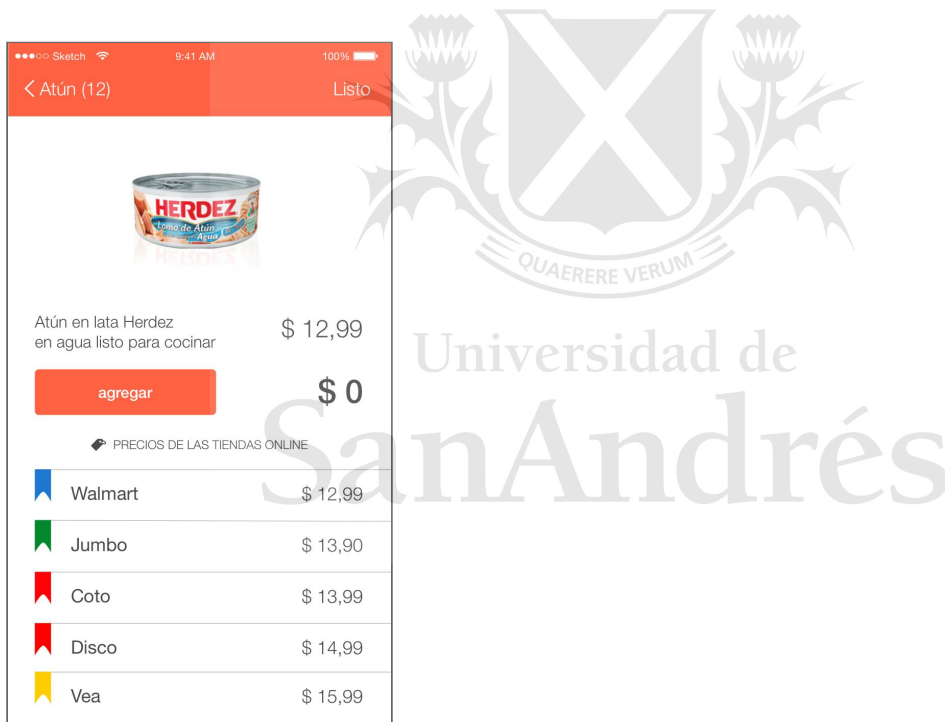 Sketch 9:41 AM 100%
Atún (12) Listo
HERDEZ
Lomo de Atún
Agua
Atún en lata Herdez
en agua listo para cocinar
$ 12,99
agregar
$ 0
PRECIOS DE LAS TIENDAS ONLINE
Walmart $ 12,99
Jumbo $ 13,90
Coto $ 13,99
Disco $ 14,99
Vea $ 15,99
QUAERERE VERUM
Universidad de
SanAndrés